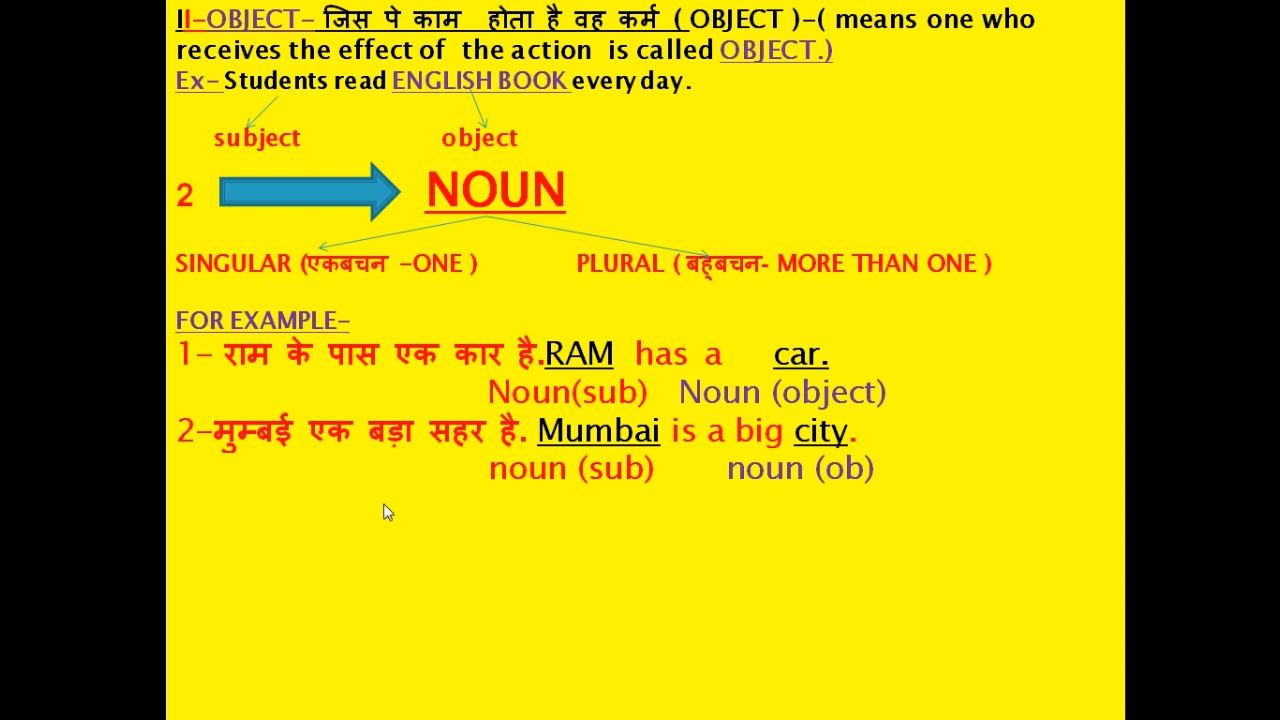 II-OBJECT- जिस पे काम होता है वह कर्म ( OBJECT )-( means one who
receives the effect of the action is called OBJECT.)
Ex- Students read ENGLISH BOOK every day.
subject object
2 NOUN
SINGULAR (एकबचन -ONE ) PLURAL ( बहुबचन- MORE THAN ONE )
FOR EXAMPLE-
1- राम के पास एक कार है.RAM has a car.
Noun(sub) Noun (object)
2-मुम्बई एक बड़ा सहर है. Mumbai is a big city.
noun (sub) noun (ob)